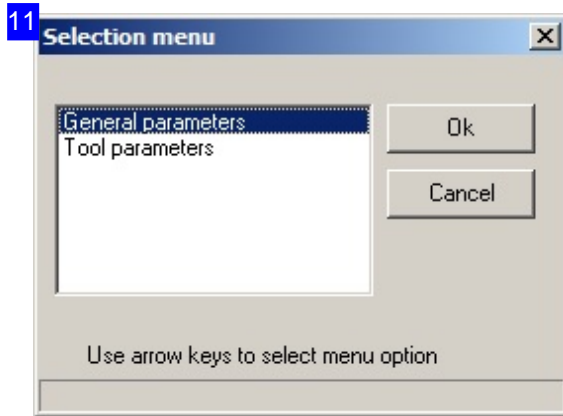 11
Selection menu
General parameters
Tool parameters
Ok
Cancel
Use arrow keys to select menu option